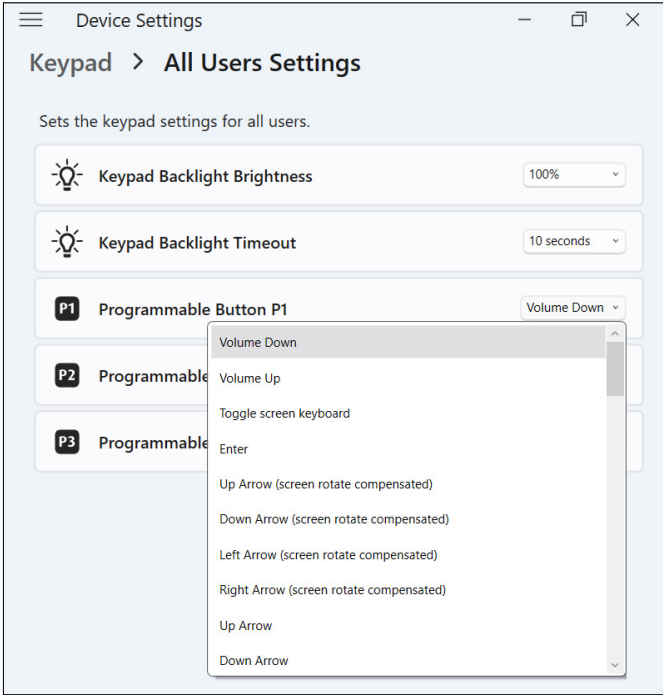 Device Settings
Keypad > All Users Settings
Sets the keypad settings for all users.
Keypad Backlight Brightness 100%
Keypad Backlight Timeout 10 seconds
P1 Programmable Button P1 Volume Down
Volume Down
Volume Up
P2 Programmable
Toggle screen keyboard
P3 Programmable
Enter
Up Arrow (screen rotate compensated)
Down Arrow (screen rotate compensated)
Left Arrow (screen rotate compensated)
Right Arrow (screen rotate compensated)
Up Arrow
Down Arrow